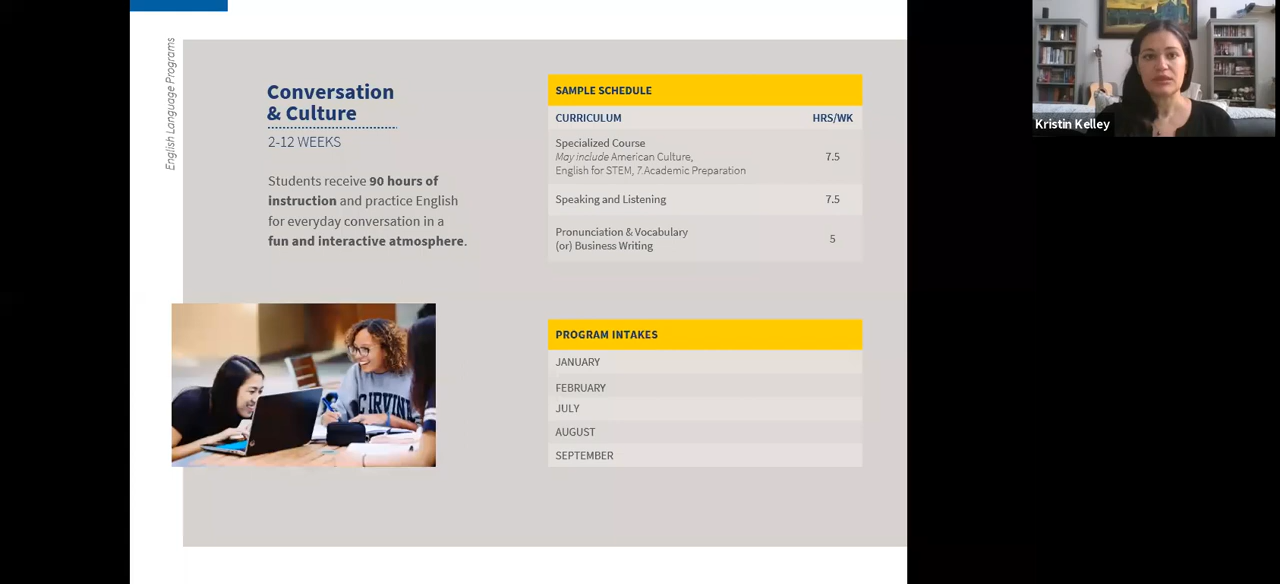 English Language Programs
Conversation
& Culture
2-12 WEEKS
Students receive 90 hours of
instruction and practice English
for everyday conversation in a
fun and interactive atmosphere.
SAMPLE SCHEDULE
CURRICULUM HRS/WK
Specialized Course
May include American Culture,
English for STEM, 7.Academic Preparation
7.5
Speaking and Listening 7.5
Pronunciation & Vocabulary
(or) Business Writing
5
PROGRAM INTAKES
JANUARY
FEBRUARY
JULY
AUGUST
SEPTEMBER
C IRVINE
Kristin Kelley